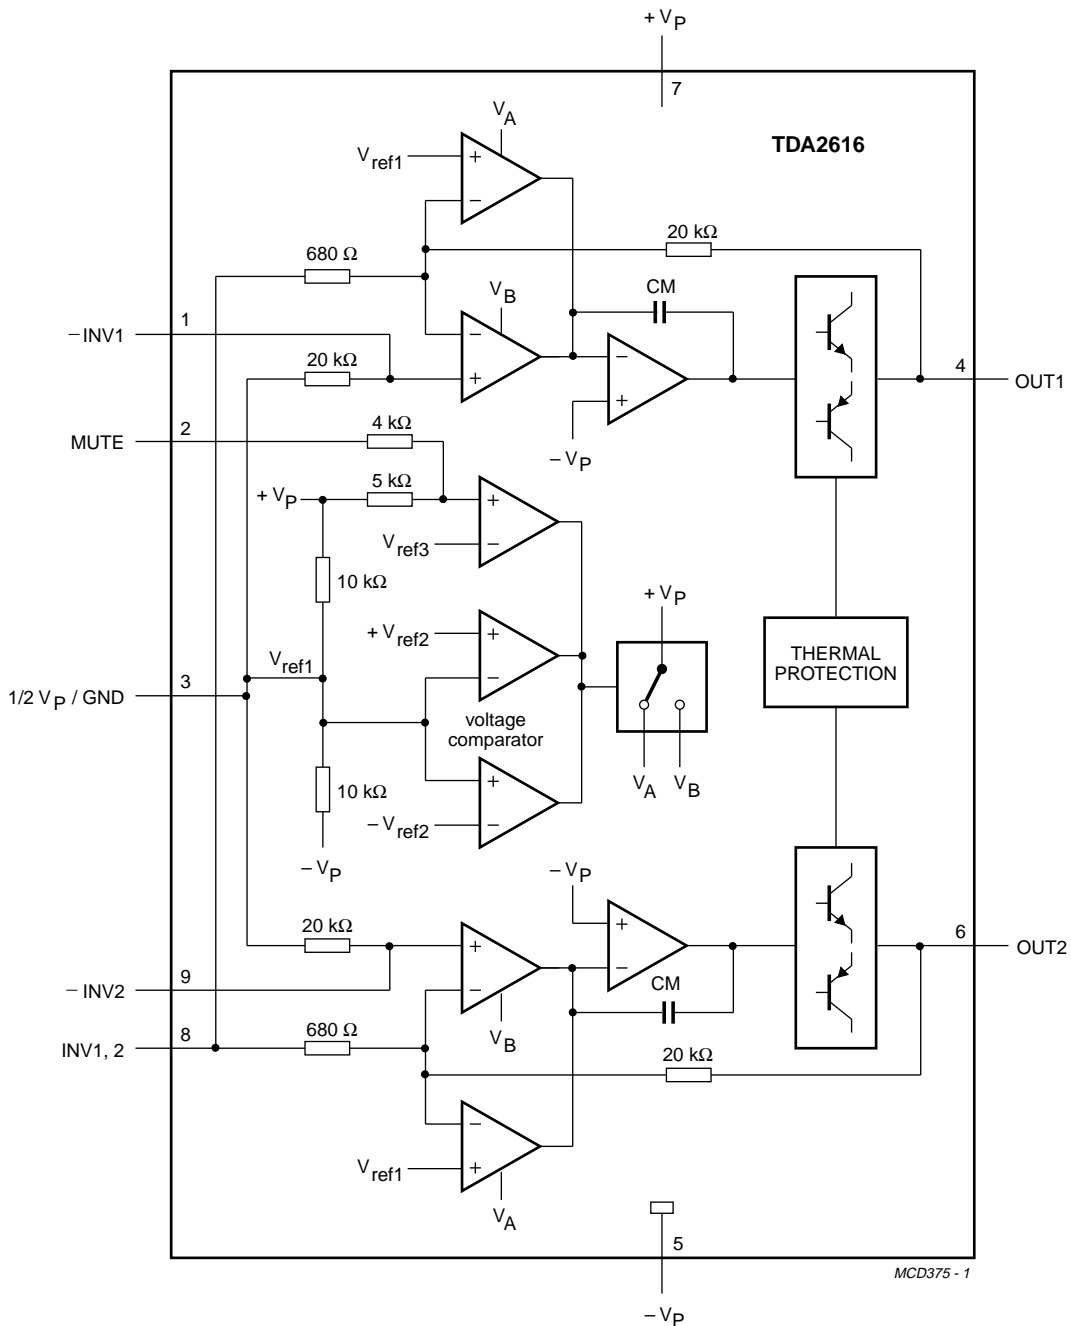 + VP
7
TDA2616
VA
Vref1
+
−
20 kΩ
680 Ω
VB
CM
1
−INV1
−
+
20 kΩ
−
+
4
OUT1
− VP
2
MUTE
4 kΩ
+ VP
5 kΩ
+
Vref3
−
10 kΩ
+ VP
+ Vref2
+
−
THERMAL
PROTECTION
Vref1
3
1/2 VP / GND
voltage
comparator
VA VB
+
10 kΩ
− Vref2
−
− VP
− VP
+
20 kΩ
+
−
6
OUT2
9
− INV2
−
CM
VB
8
INV1, 2
680 Ω
20 kΩ
−
Vref1
+
VA
5
MCD375 - 1
− VP